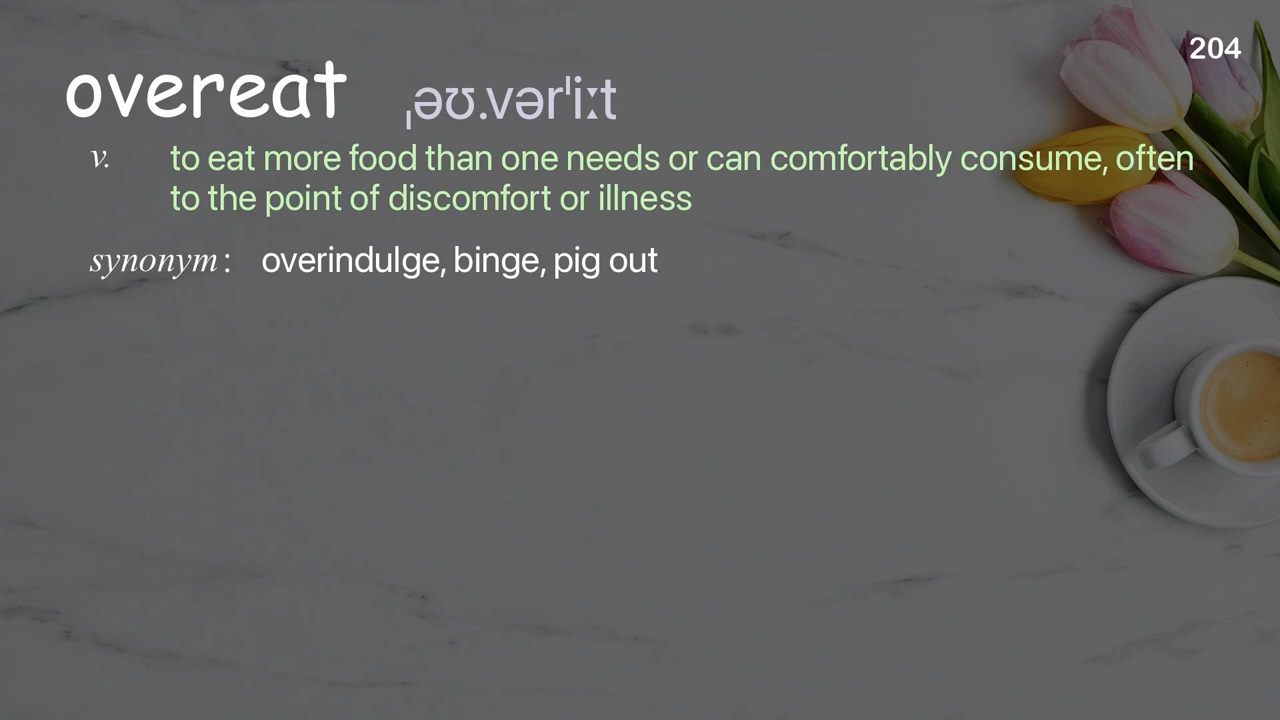 204
overeat ˌəʊ.vərˈiːt
v. to eat more food than one needs or can comfortably consume, often
to the point of discomfort or illness
synonym : overindulge, binge, pig out